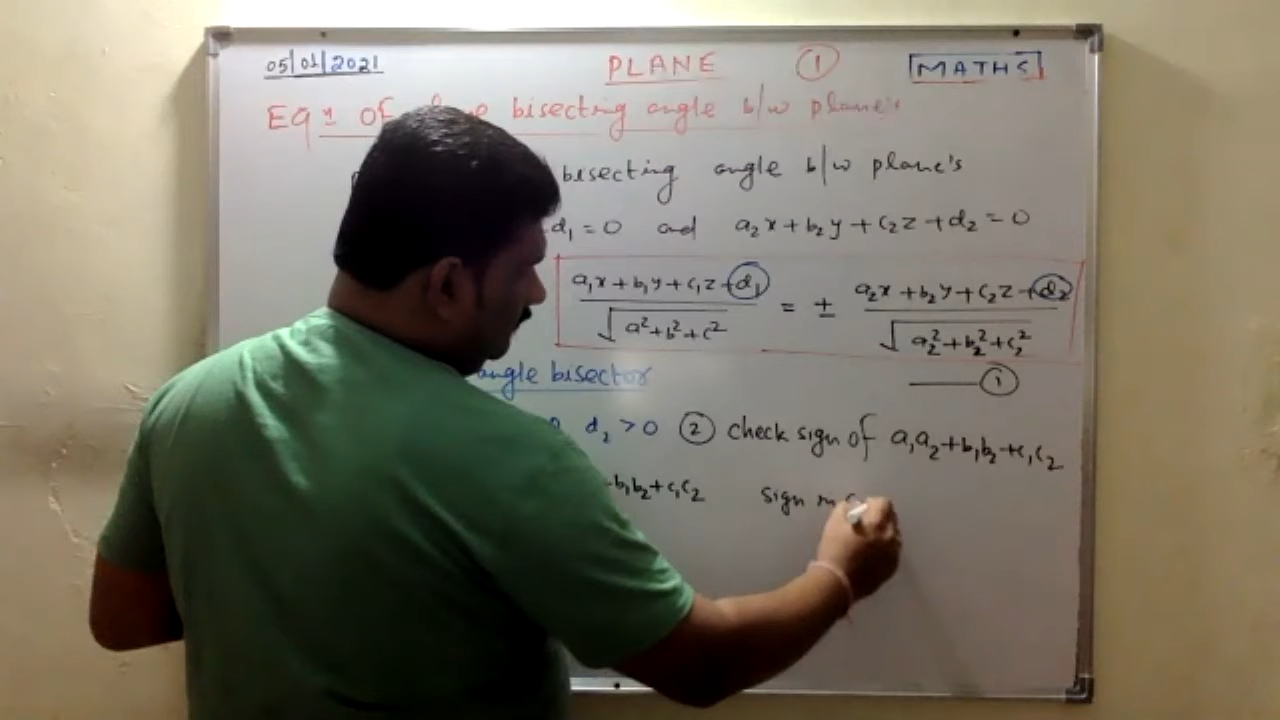 05/01/2021 PLANE ① MATHS
Eqn Of bisecting angle b/w plane's
bisecting angle b/w plane's
d₁ = 0 and a₂x + b₂y + c₂z + d₂ = 0
a₁x + b₁y + c₁z + d₁ / √a² + b² + c² = ± a₂x + b₂y + c₂z + d₂ / √a₂² + b₂² + c₂²
angle bisector ——— ①
d₂ > 0 ② check sign of a₁a₂ + b₁b₂ + c₁c₂
b₁b₂ + c₁c₂ sign in